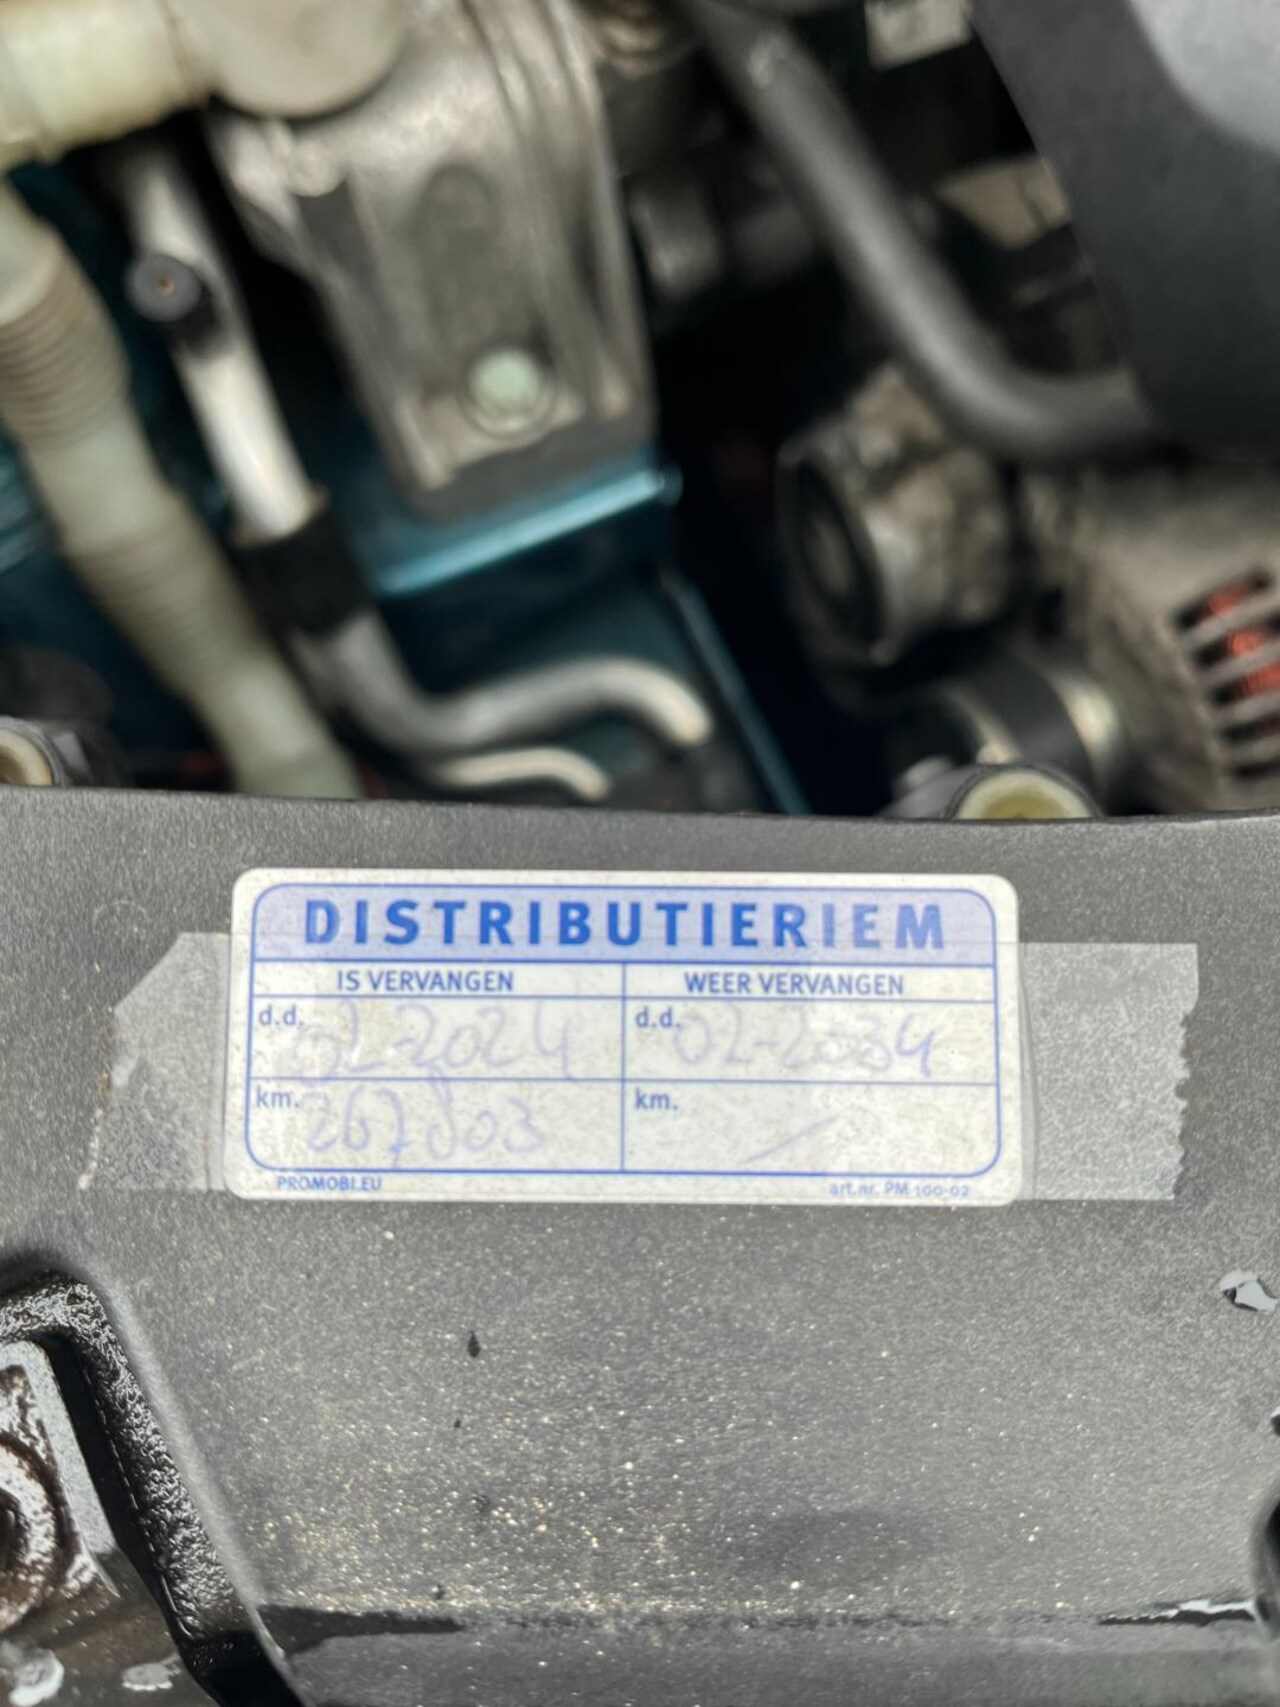 DISTRIBUTIERIEM
IS VERVANGEN WEER VERVANGEN
d.d. 02-2024 d.d. 02-2034
km. 267803 km. /
PROMOBI.EU art.nr. PM 100-02